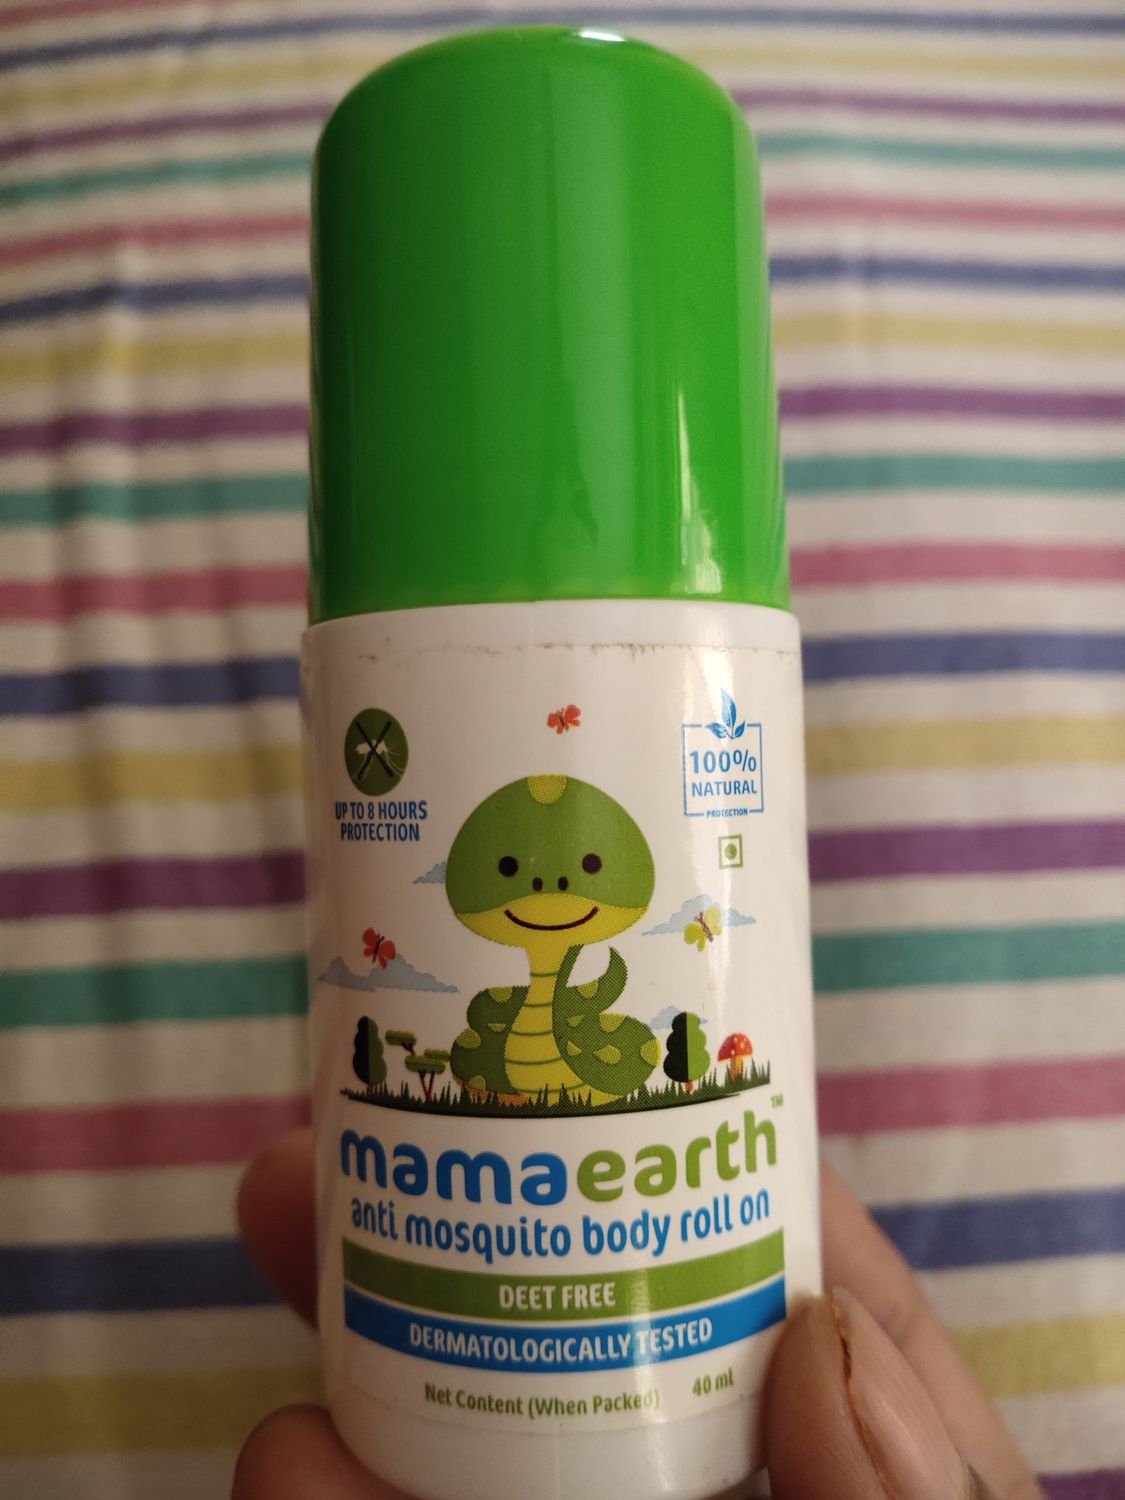 UP TO 8 HOURS
PROTECTION
100%
NATURAL
PROTECTION
mamaearth™
anti mosquito body roll on
DEET FREE
DERMATOLOGICALLY TESTED
Net Content (When Packed) 40 ml